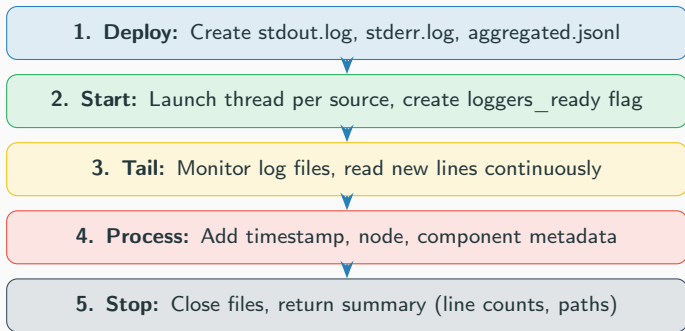 1. Deploy: Create stdout.log, stderr.log, aggregated.jsonl
2. Start: Launch thread per source, create loggers_ready flag
3. Tail: Monitor log files, read new lines continuously
4. Process: Add timestamp, node, component metadata
5. Stop: Close files, return summary (line counts, paths)